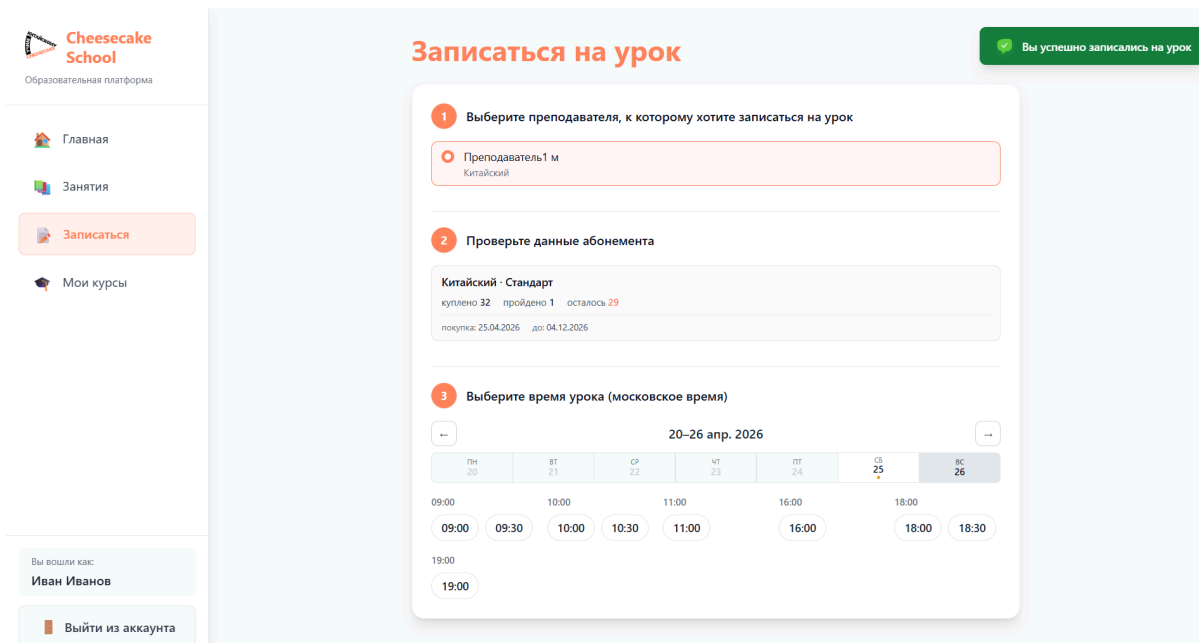 Cheesecake
School
Образовательная платформа
Главная
Занятия
Записаться
Мои курсы
Вы вошли как:
Иван Иванов
Выйти из аккаунта
Записаться на урок
Вы успешно записались на урок
1 Выберите преподавателя, к которому хотите записаться на урок
Преподаватель1 м
Китайский
2 Проверьте данные абонемента
Китайский · Стандарт
куплено 32 пройдено 1 осталось 29
покупка: 25.04.2026 до: 04.12.2026
3 Выберите время урока (московское время)
← 20–26 апр. 2026 →
ПН ВТ СР ЧТ ПТ СБ ВС
20 21 22 23 24 25 26
09:00 10:00 11:00 16:00 18:00
09:00 09:30 10:00 10:30 11:00 16:00 18:00 18:30
19:00
19:00